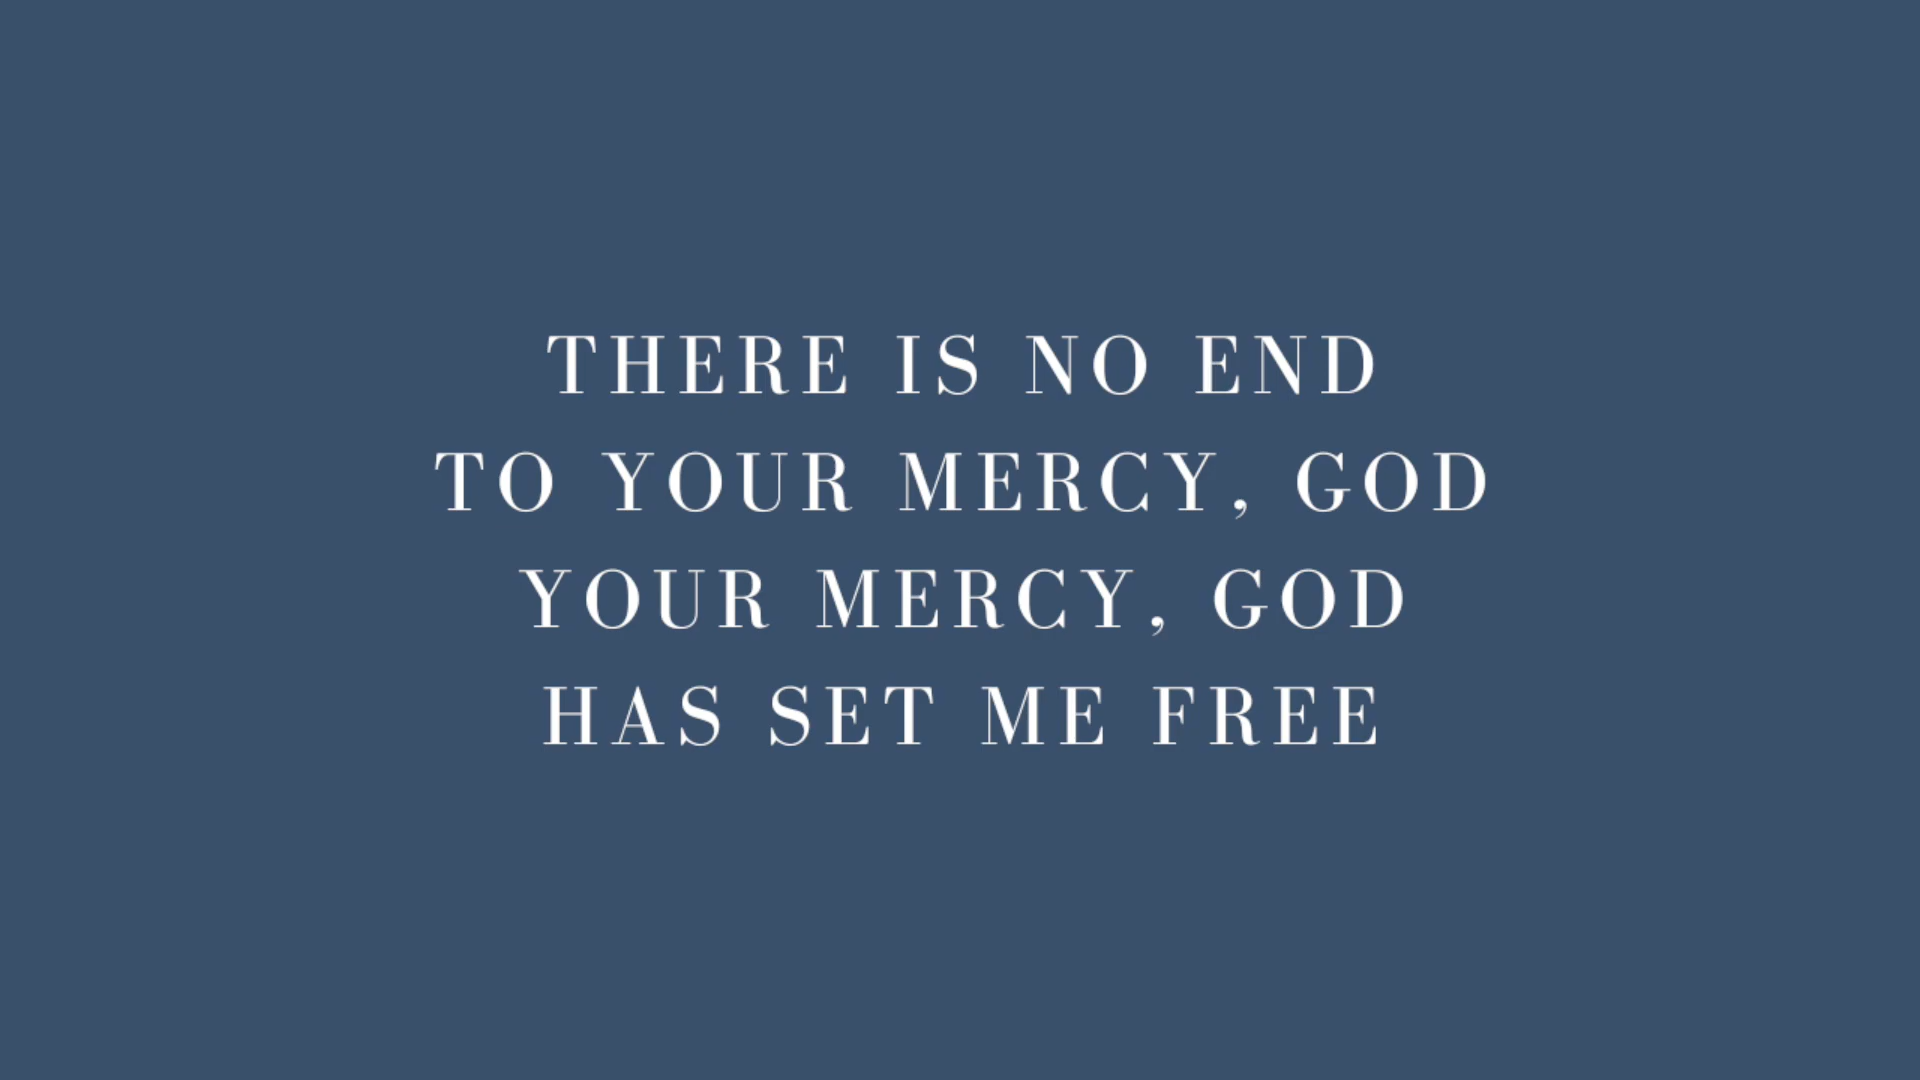 THERE IS NO END
TO YOUR MERCY, GOD
YOUR MERCY, GOD
HAS SET ME FREE